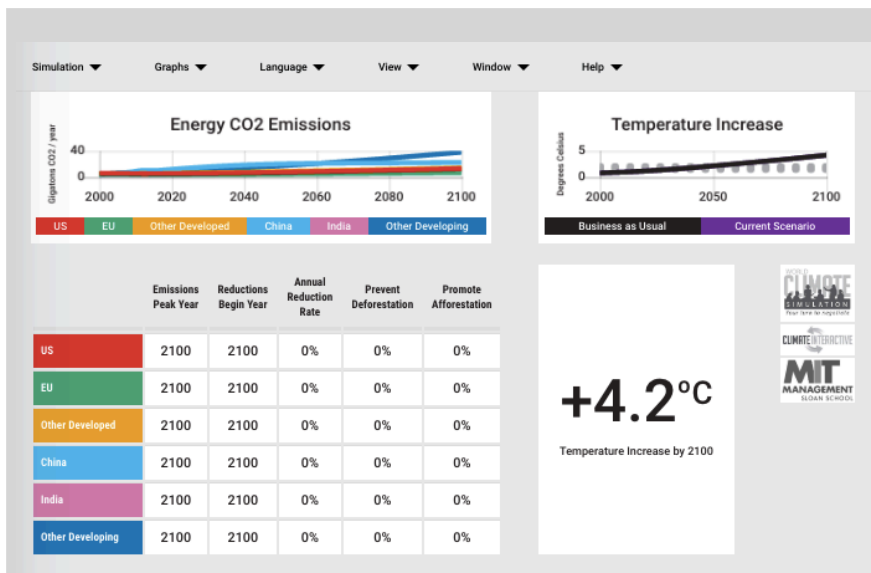 Simulation Graphs Language View Window Help
Energy CO2 Emissions
Gigatons CO2 / year
40
0
2000 2020 2040 2060 2080 2100
US EU Other Developed China India Other Developing
Temperature Increase
Degrees Celsius
5
0
2000 2050 2100
Business as Usual Current Scenario
Emissions Peak Year Reductions Begin Year Annual Reduction Rate Prevent Deforestation Promote Afforestation
US 2100 2100 0% 0% 0%
EU 2100 2100 0% 0% 0%
Other Developed 2100 2100 0% 0% 0%
China 2100 2100 0% 0% 0%
India 2100 2100 0% 0% 0%
Other Developing 2100 2100 0% 0% 0%
+4.2°C
Temperature Increase by 2100
WORLD
CLIMATE
SIMULATION
Your turn to negotiate
CLIMATE INTERACTIVE
MIT
MANAGEMENT
SLOAN SCHOOL